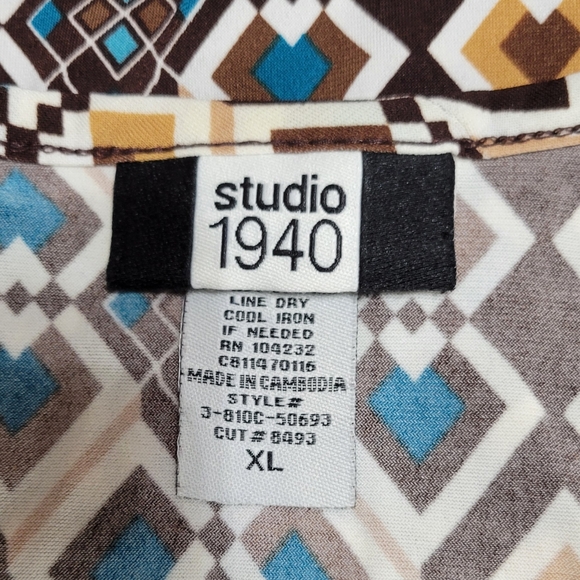 studio
1940
LINE DRY
COOL IRON
IF NEEDED
RN 104232
C811470116
MADE IN CAMBODIA
STYLE#
3-810C-50693
CUT# 8493
XL